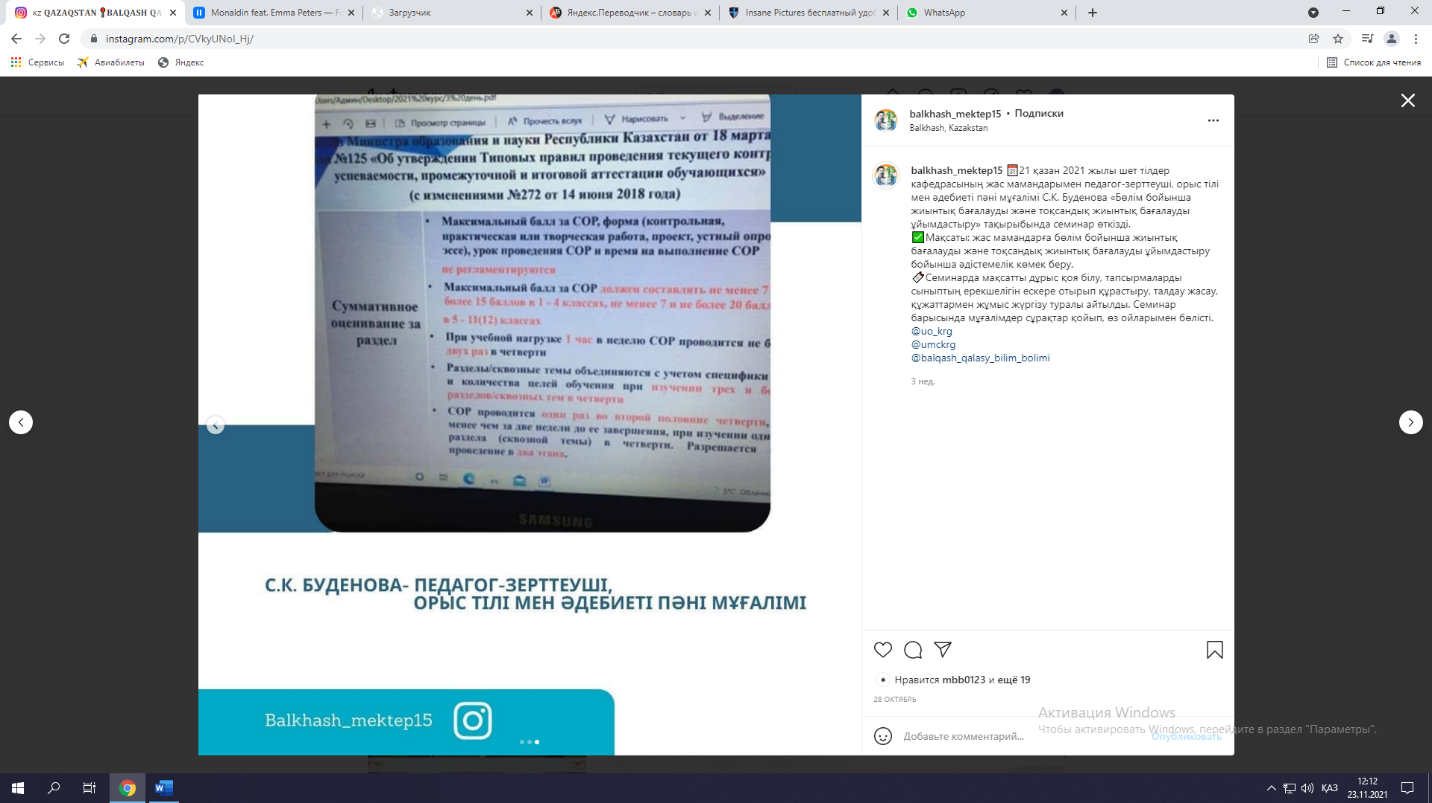 kz QAZAQSTAN BALQASH QA
Monaldin feat. Emma Peters — F
Загрузчик
Яндекс.Переводчик – словарь и
Insane Pictures бесплатный удо
WhatsApp
instagram.com/p/CVkyUNoI_Hj/
Сервисы
Авиабилеты
Яндекс
Список для чтения
Users/Админ/Desktop/2021%20курс/3%20день.pdf
Просмотр страницы
Прочесть вслух
Нарисовать
Выделение
Министра образования и науки Республики Казахстан от 18 марта
№125 «Об утверждении Типовых правил проведения текущего контр
успеваемости, промежуточной и итоговой аттестации обучающихся»
(с изменениями №272 от 14 июня 2018 года)
Суммативное
оценивание за
раздел
• Максимальный балл за СОР, форма (контрольная,
практическая или творческая работа, проект, устный опро
эссе), урок проведения СОР и время на выполнение СОР
не регламентируются
• Максимальный балл за СОР должен составлять не менее 7
более 15 баллов в 1 - 4 классах, не менее 7 и не более 20 балл
в 5 - 11(12) классах
• При учебной нагрузке 1 час в неделю СОР проводится не б
двух раз в четверти
• Разделы/сквозные темы объединяются с учетом специфики
и количества целей обучения при изучении трех и бо
разделов/сквозных тем в четверти
• СОР проводится один раз во второй половине четверти,
менее чем за две недели до ее завершения, при изучении одн
раздела (сквозной темы) в четверти. Разрешается
проведение в два этапа.
5°C
SAMSUNG
С.К. БУДЕНОВА- ПЕДАГОГ-ЗЕРТТЕУШІ,
ОРЫС ТІЛІ МЕН ӘДЕБИЕТІ ПӘНІ МҰҒАЛІМІ
Balkhash_mektep15
balkhash_mektep15 • Подписки
Balkhash, Kazakstan
balkhash_mektep15 📅21 қазан 2021 жылы шет тілдер
кафедрасының жас мамандарымен педагог-зерттеуші, орыс тілі
мен әдебиеті пәні мұғалімі С.К. Буденова «Бөлім бойынша
жиынтық бағалауды және тоқсандық жиынтық бағалауды
ұйымдастыру» тақырыбында семинар өткізді.
✅Мақсаты: жас мамандарға бөлім бойынша жиынтық
бағалауды және тоқсандық жиынтық бағалауды ұйымдастыру
бойынша әдістемелік көмек беру.
Семинарда мақсатты дұрыс қоя білу, тапсырмаларды
сыныптың ерекшелігін ескере отырып құрастыру, талдау жасау,
құжаттармен жұмыс жүргізу туралы айтылды. Семинар
барысында мұғалімдер сұрақтар қойып, өз ойларымен бөлісті.
@uo_krg
@umckrg
@balqash_qalasy_bilim_bolimi
3 нед.
Нравится mbb0123 и ещё 19
28 ОКТЯБРЬ
Добавьте комментарий...
Опубликовать
Активация Windows
Чтобы активировать Windows, перейдите в раздел "Параметры".
ҚАЗ
12:12
23.11.2021